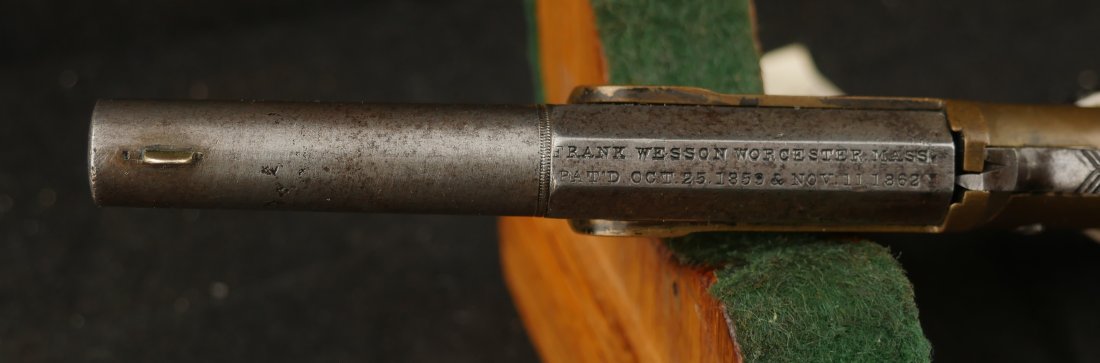 FRANK WESSON WORCESTER, MASS.
PAT'D OCT. 25. 1859 & NOV. 11 1862